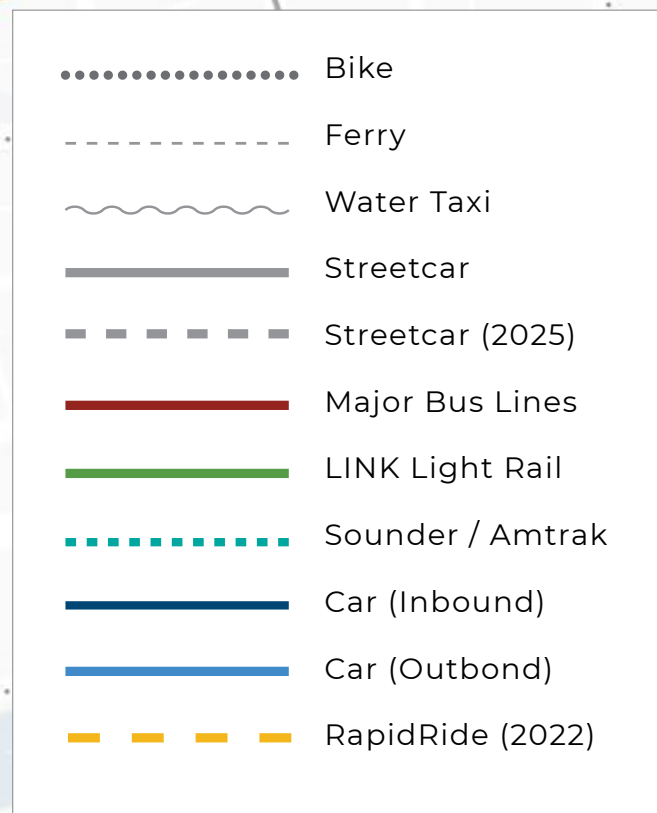 Bike
Ferry
Water Taxi
Streetcar
Streetcar (2025)
Major Bus Lines
LINK Light Rail
Sounder / Amtrak
Car (Inbound)
Car (Outbond)
RapidRide (2022)